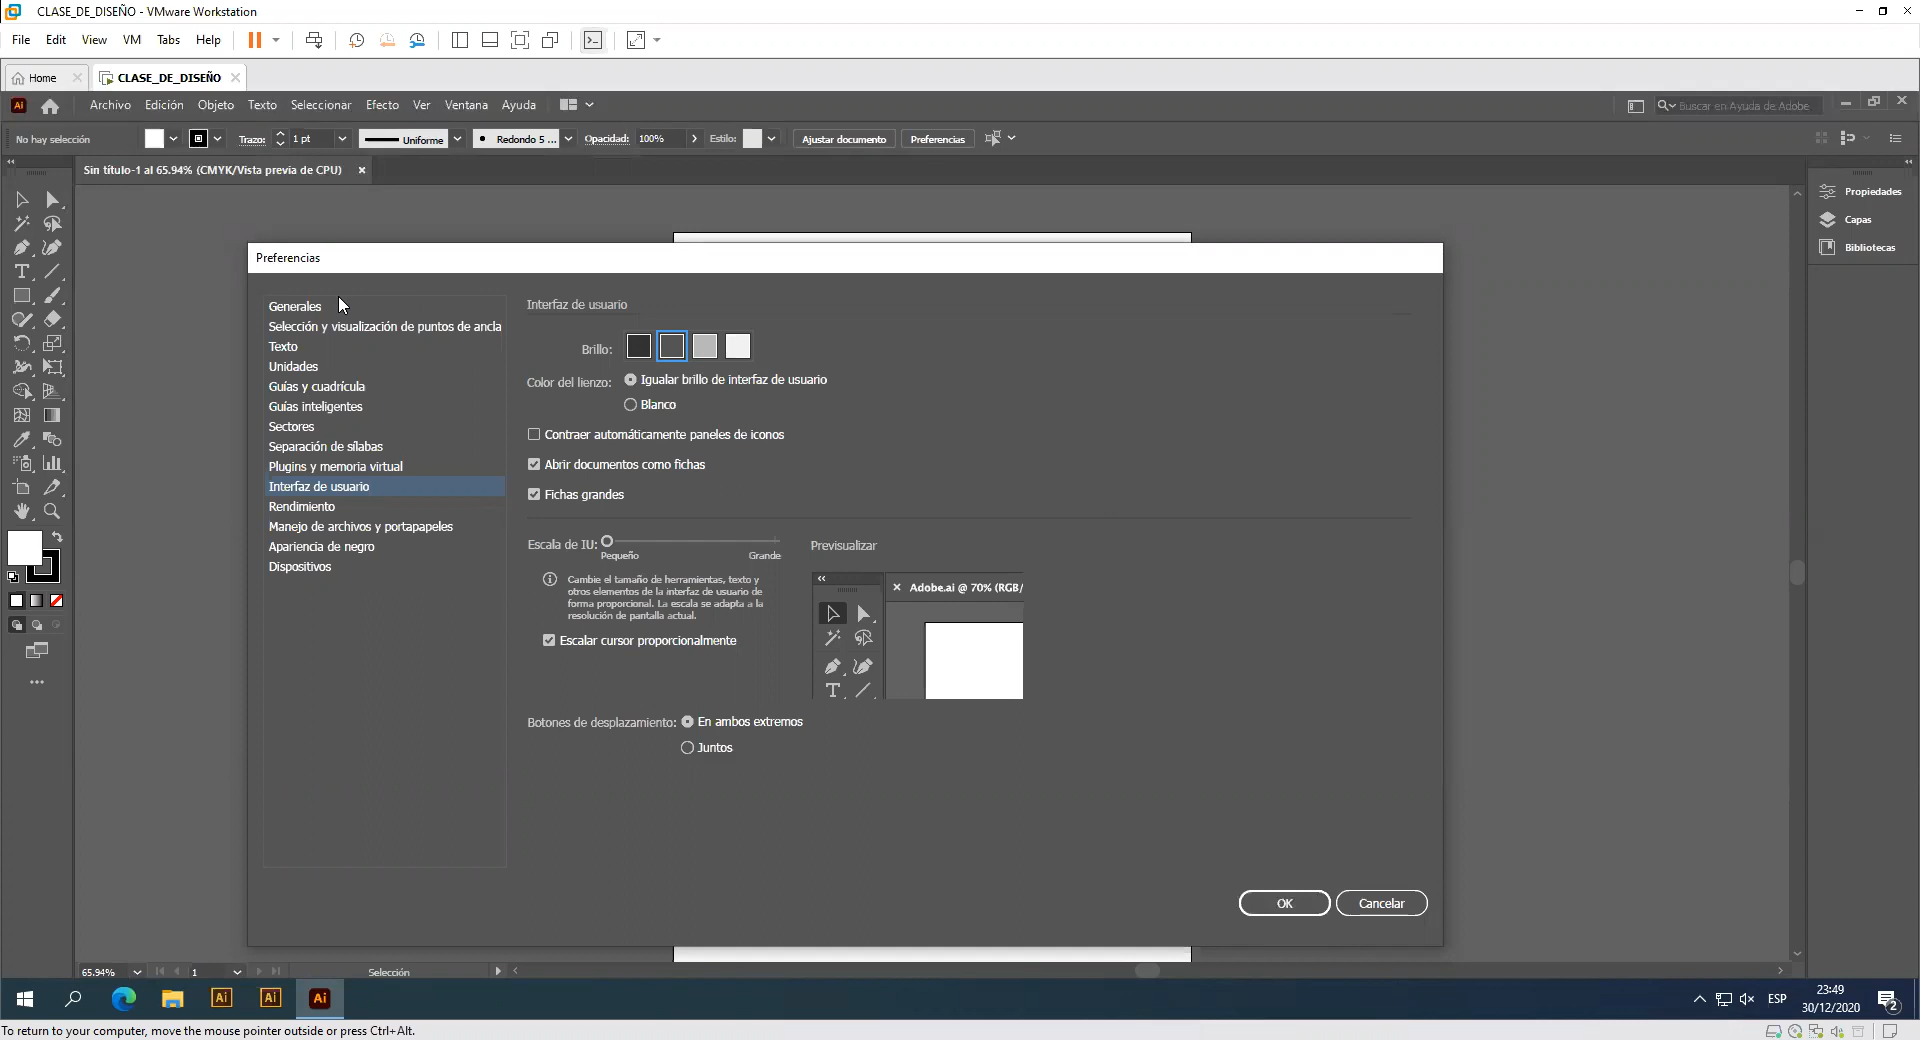 CLASE_DE_DISEÑO - VMware Workstation
File Edit View VM Tabs Help
Home CLASE_DE_DISEÑO
Ai Archivo Edición Objeto Texto Seleccionar Efecto Ver Ventana Ayuda Buscar en Ayuda de Adobe
No hay selección Trazo: 1 pt Uniforme Redondo 5 ... Opacidad: 100% Estilo: Ajustar documento Preferencias
Sin título-1 al 65.94% (CMYK/Vista previa de CPU)
Propiedades
Capas
Bibliotecas
Preferencias
Generales
Selección y visualización de puntos de ancla
Texto
Unidades
Guías y cuadrícula
Guías inteligentes
Sectores
Separación de sílabas
Plugins y memoria virtual
Interfaz de usuario
Rendimiento
Manejo de archivos y portapapeles
Apariencia de negro
Dispositivos
Interfaz de usuario
Brillo:
Color del lienzo: Igualar brillo de interfaz de usuario
Blanco
Contraer automáticamente paneles de iconos
Abrir documentos como fichas
Fichas grandes
Escala de IU:
Pequeño Grande
Cambie el tamaño de herramientas, texto y
otros elementos de la interfaz de usuario de
forma proporcional. La escala se adapta a la
resolución de pantalla actual.
Escalar cursor proporcionalmente
Previsualizar
Adobe.ai @ 70% (RGB/
Botones de desplazamiento: En ambos extremos
Juntos
OK Cancelar
65.94% 1 Selección
Ai Ai Ai
ESP
23:49
30/12/2020
2
To return to your computer, move the mouse pointer outside or press Ctrl+Alt.